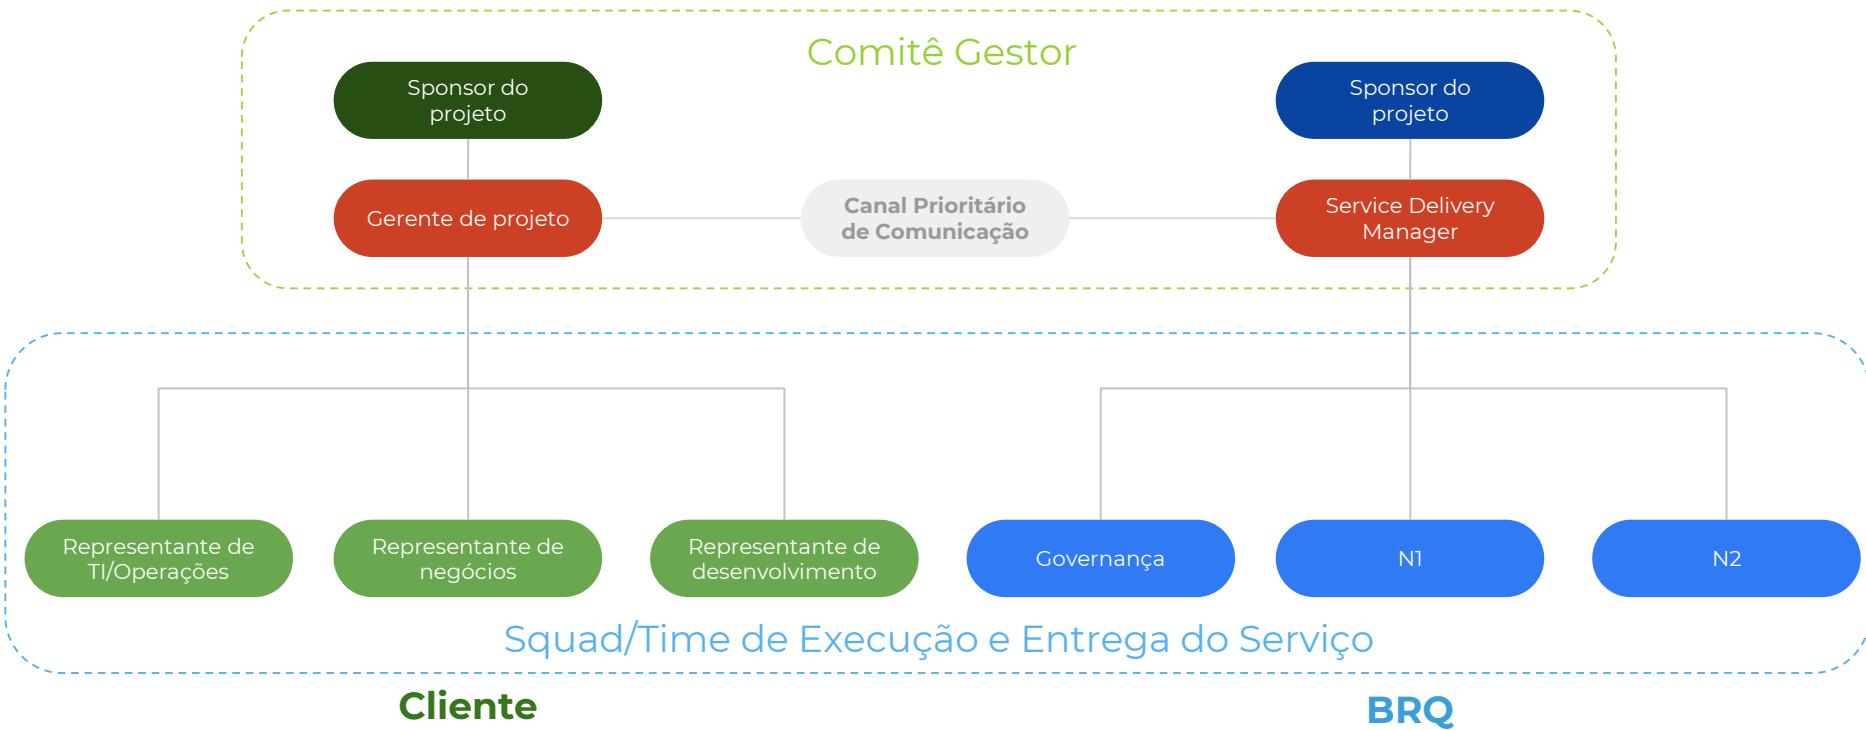 Comitê Gestor
Sponsor do
projeto
Sponsor do
projeto
Gerente de projeto
Canal Prioritário
de Comunicação
Service Delivery
Manager
Representante de
TI/Operações
Representante de
negócios
Representante de
desenvolvimento
Governança
N1
N2
Squad/Time de Execução e Entrega do Serviço
Cliente
BRQ